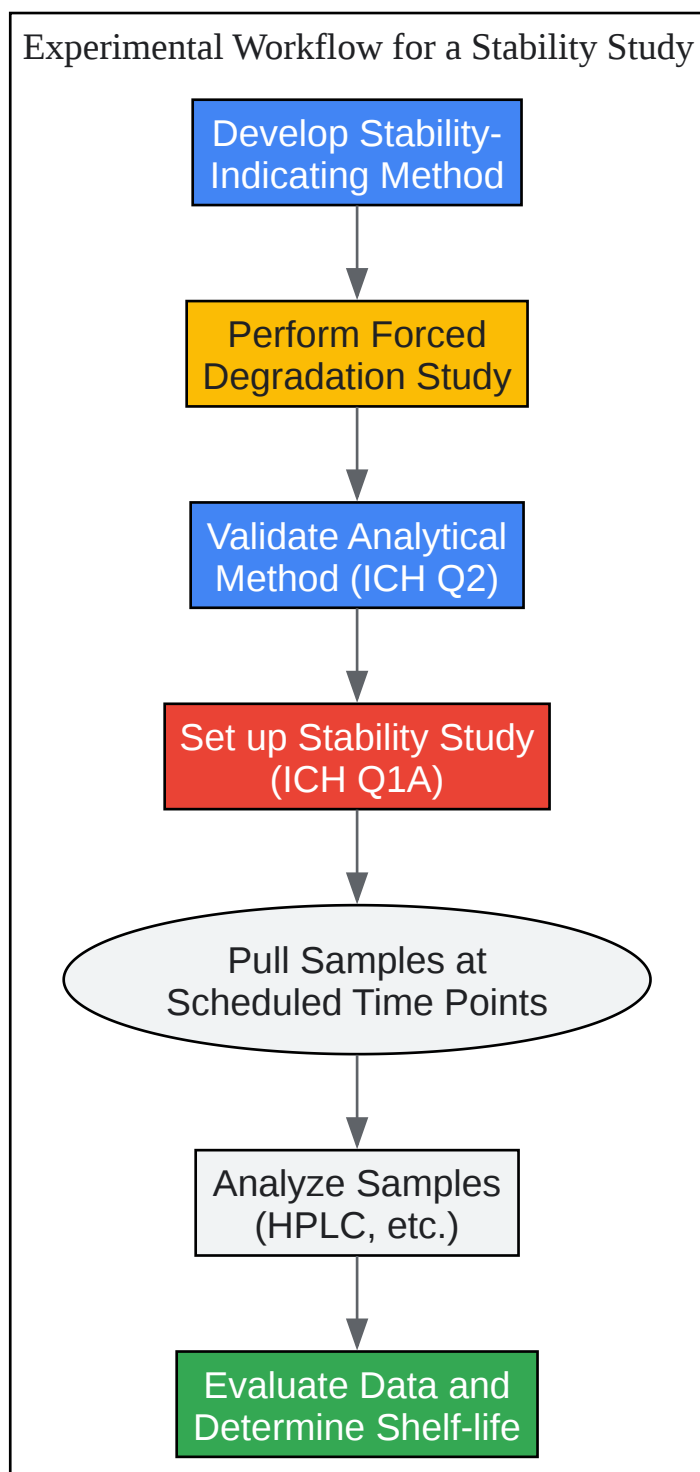 Experimental Workflow for a Stability Study
Develop Stability-
Indicating Method
Perform Forced
Degradation Study
Validate Analytical
Method (ICH Q2)
Set up Stability Study
(ICH Q1A)
Pull Samples at
Scheduled Time Points
Analyze Samples
(HPLC, etc.)
Evaluate Data and
Determine Shelf-life